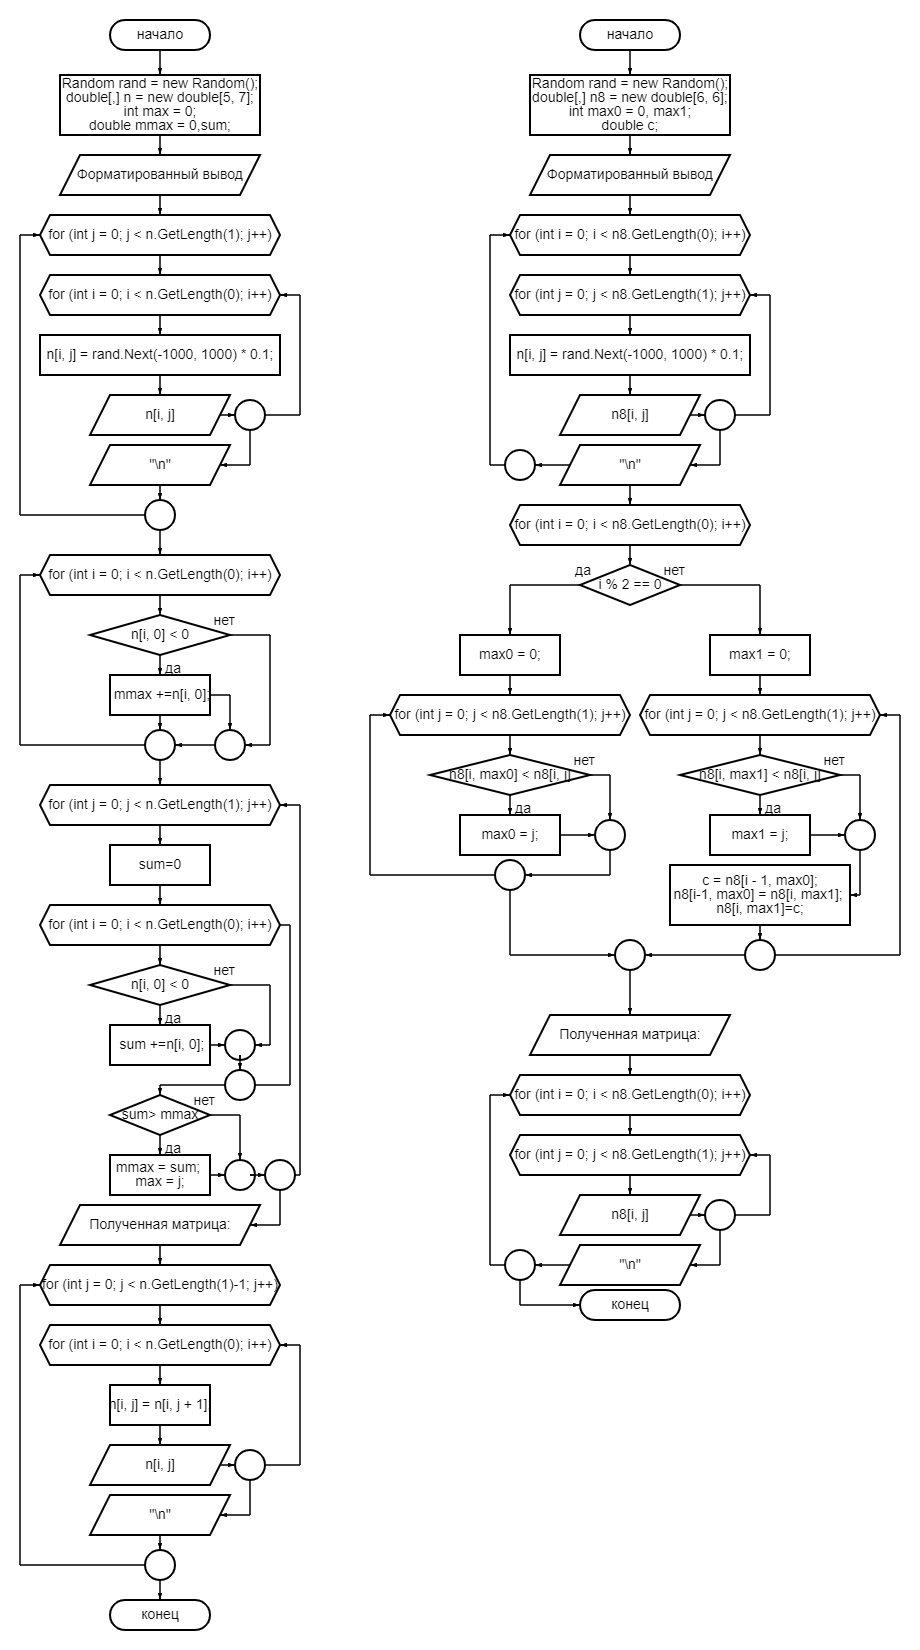 начало
Random rand = new Random();
double[,] n = new double[5, 7];
int max = 0;
double mmax = 0,sum;
Форматированный вывод
for (int j = 0; j < n.GetLength(1); j++)
for (int i = 0; i < n.GetLength(0); i++)
n[i, j] = rand.Next(-1000, 1000) * 0.1;
n[i, j]
"\n"
for (int i = 0; i < n.GetLength(0); i++)
нет
n[i, 0] < 0
да
mmax +=n[i, 0];
for (int j = 0; j < n.GetLength(1); j++)
sum=0
for (int i = 0; i < n.GetLength(0); i++)
нет
n[i, 0] < 0
да
sum +=n[i, 0];
нет
sum> mmax
да
mmax = sum;
max = j;
Полученная матрица:
for (int j = 0; j < n.GetLength(1)-1; j++)
for (int i = 0; i < n.GetLength(0); i++)
n[i, j] = n[i, j + 1]
n[i, j]
"\n"
конец
начало
Random rand = new Random();
double[,] n8 = new double[6, 6];
int max0 = 0, max1;
double c;
Форматированный вывод
for (int i = 0; i < n8.GetLength(0); i++)
for (int j = 0; j < n8.GetLength(1); j++)
n[i, j] = rand.Next(-1000, 1000) * 0.1;
n8[i, j]
"\n"
for (int i = 0; i < n8.GetLength(0); i++)
да
нет
i % 2 == 0
max0 = 0;
for (int j = 0; j < n8.GetLength(1); j++)
нет
n8[i, max0] < n8[i, j]
да
max0 = j;
max1 = 0;
for (int j = 0; j < n8.GetLength(1); j++)
нет
n8[i, max1] < n8[i, j]
да
max1 = j;
c = n8[i - 1, max0];
n8[i-1, max0] = n8[i, max1];
n8[i, max1]=c;
Полученная матрица:
for (int i = 0; i < n8.GetLength(0); i++)
for (int j = 0; j < n8.GetLength(1); j++)
n8[i, j]
"\n"
конец